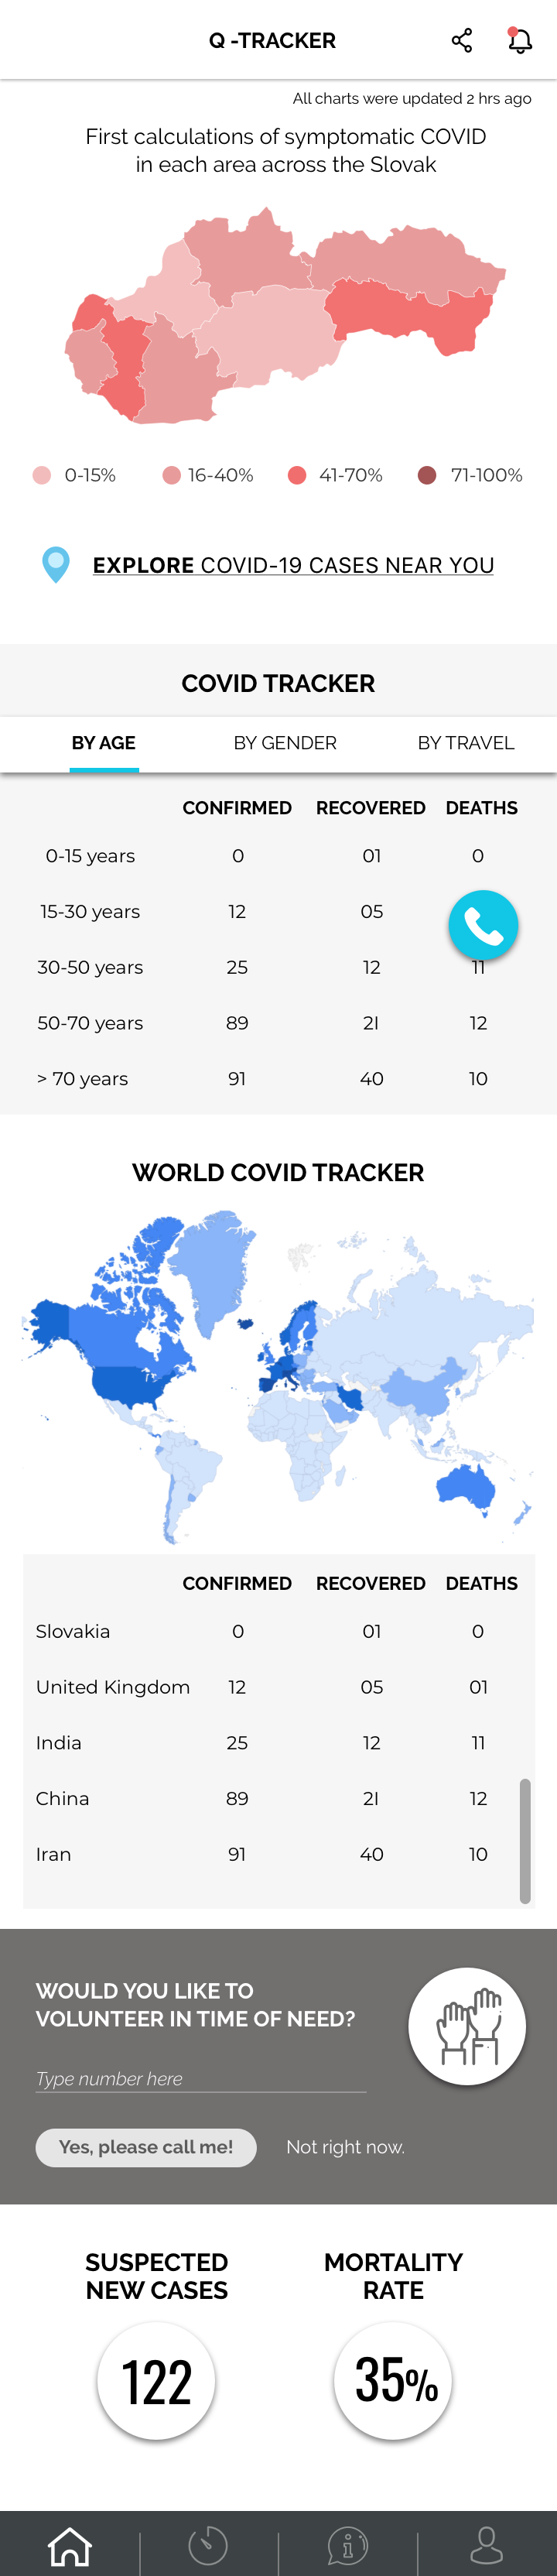 Q -TRACKER
All charts were updated 2 hrs ago
First calculations of symptomatic COVID
in each area across the Slovak
0-15% 16-40% 41-70% 71-100%
EXPLORE COVID-19 CASES NEAR YOU
COVID TRACKER
BY AGE BY GENDER BY TRAVEL
CONFIRMED RECOVERED DEATHS
0-15 years 0 01 0
15-30 years 12 05
30-50 years 25 12 11
50-70 years 89 2I 12
> 70 years 91 40 10
WORLD COVID TRACKER
CONFIRMED RECOVERED DEATHS
Slovakia 0 01 0
United Kingdom 12 05 01
India 25 12 11
China 89 2I 12
Iran 91 40 10
WOULD YOU LIKE TO
VOLUNTEER IN TIME OF NEED?
Type number here
Yes, please call me! Not right now.
SUSPECTED MORTALITY
NEW CASES RATE
122 35%